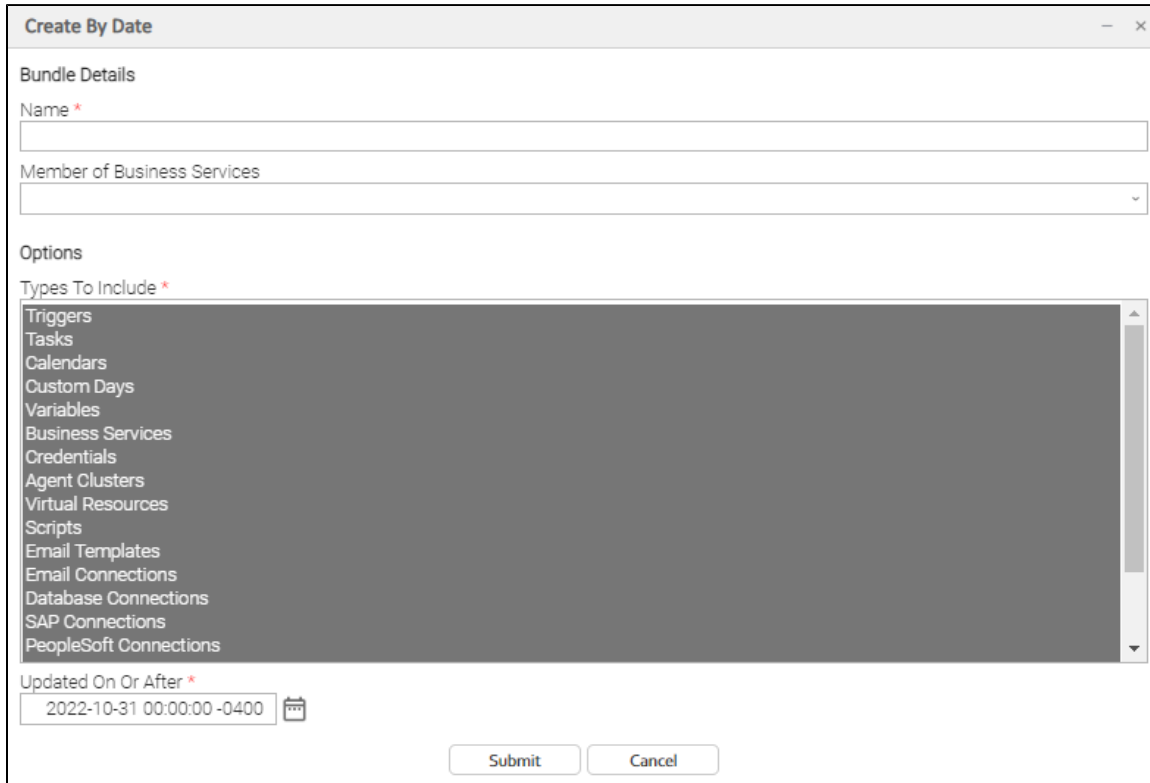 Create By Date
Bundle Details
Name *
Member of Business Services
Options
Types To Include *
Triggers
Tasks
Calendars
Custom Days
Variables
Business Services
Credentials
Agent Clusters
Virtual Resources
Scripts
Email Templates
Email Connections
Database Connections
SAP Connections
PeopleSoft Connections
Updated On Or After *
2022-10-31 00:00:00 -0400
Submit Cancel